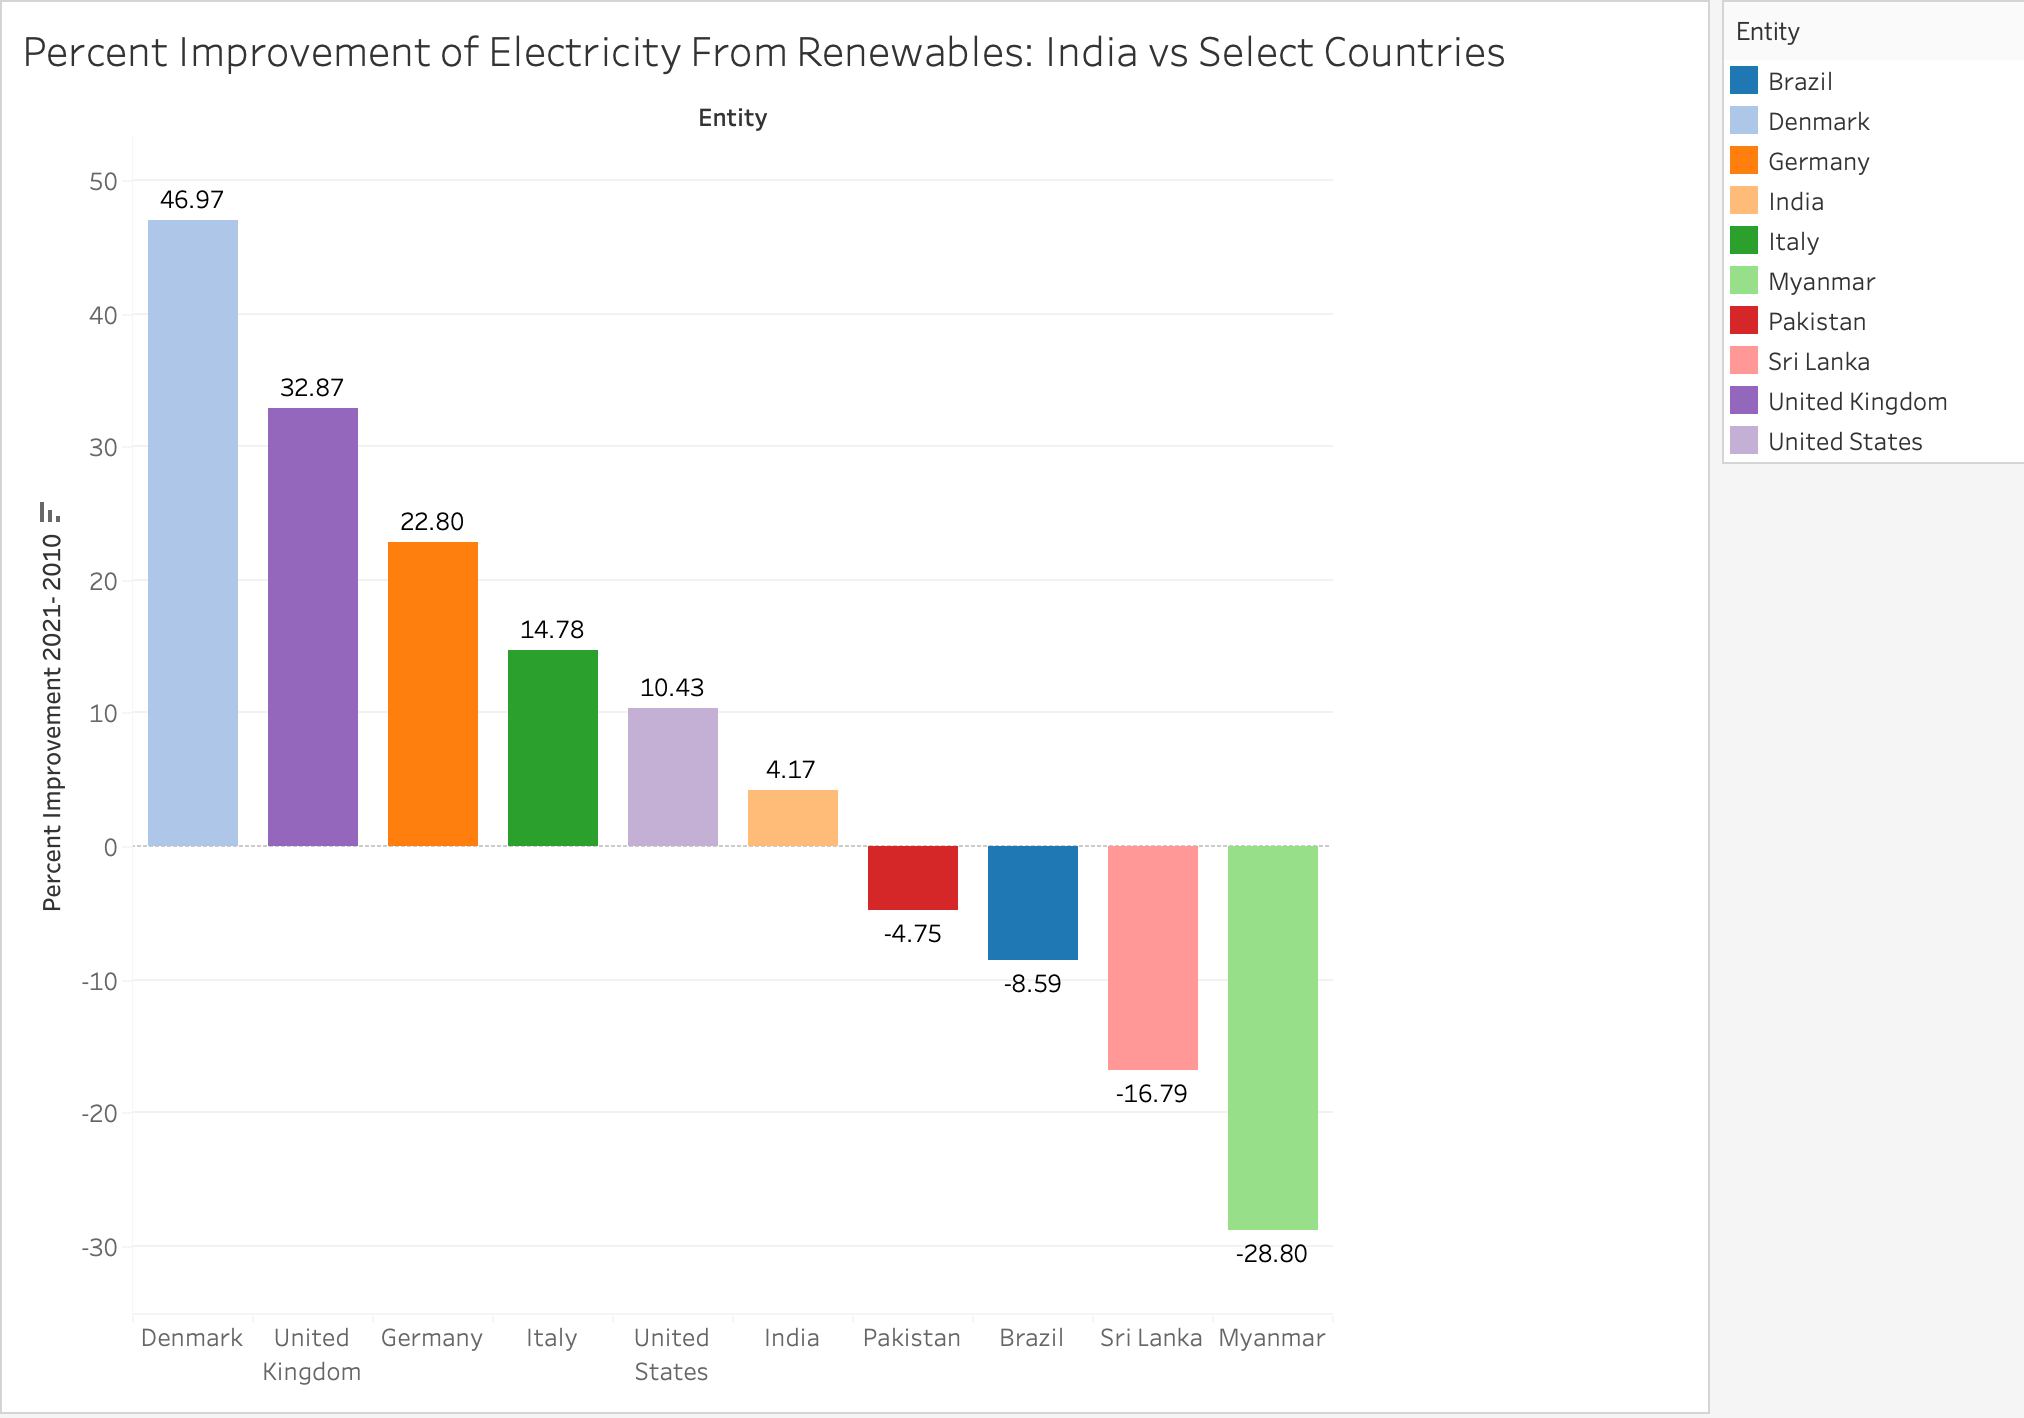 Percent Improvement of Electricity From Renewables: India vs Select Countries
Entity
50
40
30
20
10
0
-10
-20
-30
Percent Improvement 2021- 2010
46.97
32.87
22.80
14.78
10.43
4.17
-4.75
-8.59
-16.79
-28.80
Denmark
United
Kingdom
Germany
Italy
United
States
India
Pakistan
Brazil
Sri Lanka
Myanmar
Entity
Brazil
Denmark
Germany
India
Italy
Myanmar
Pakistan
Sri Lanka
United Kingdom
United States